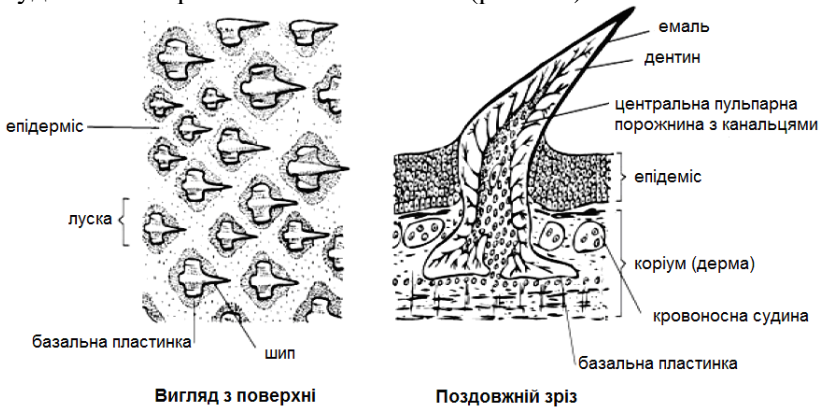 емаль
дентин
центральна пульпарна
порожнина з канальцями
епідерміс
епідеміс
луска
коріум (дерма)
кровоносна судина
базальна пластинка
шип
базальна пластинка
Вигляд з поверхні
Поздовжній зріз